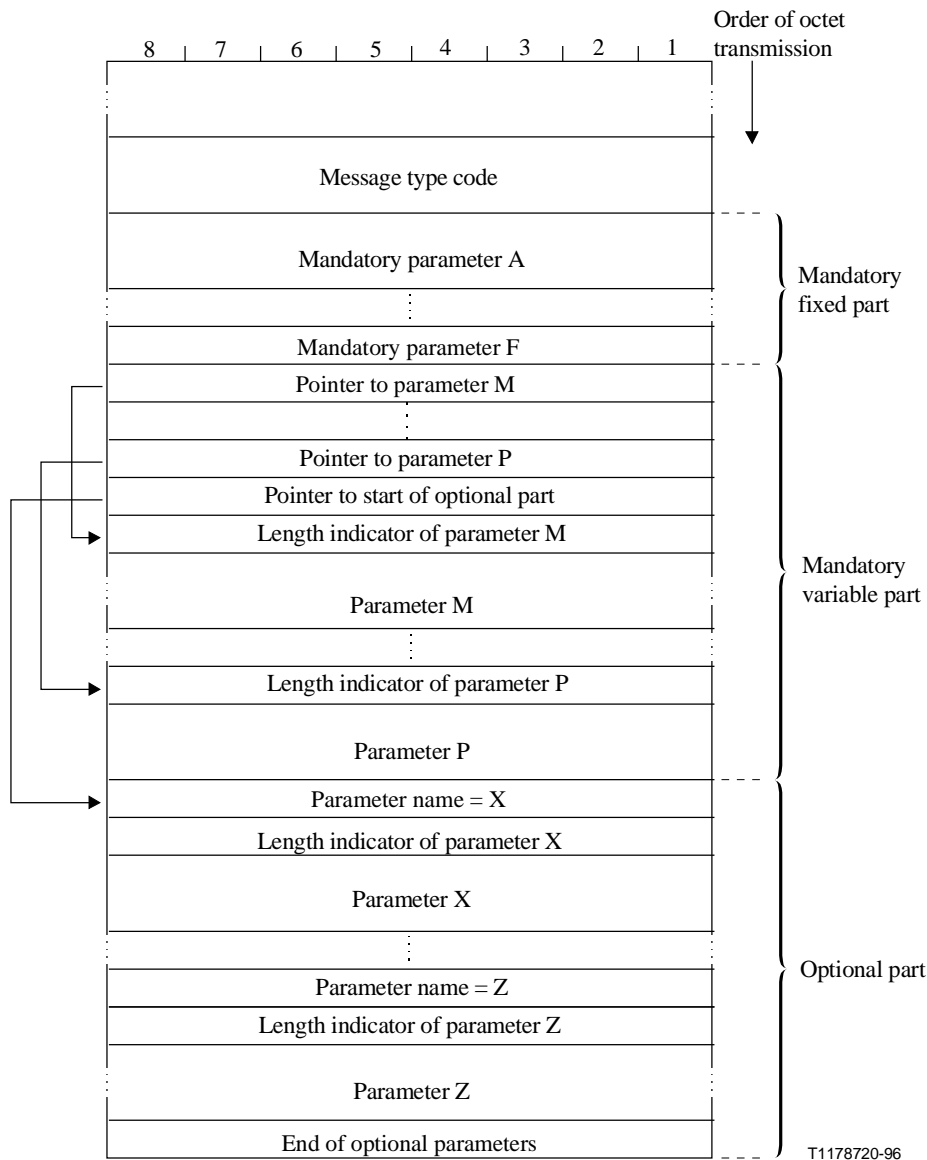 Order of octet
transmission
8 7 6 5 4 3 2 1
Message type code
Mandatory parameter A
Mandatory
fixed part
Mandatory parameter F
Pointer to parameter M
Pointer to parameter P
Pointer to start of optional part
Length indicator of parameter M
Mandatory
variable part
Parameter M
Length indicator of parameter P
Parameter P
Parameter name = X
Length indicator of parameter X
Parameter X
Optional part
Parameter name = Z
Length indicator of parameter Z
Parameter Z
End of optional parameters
T1178720-96